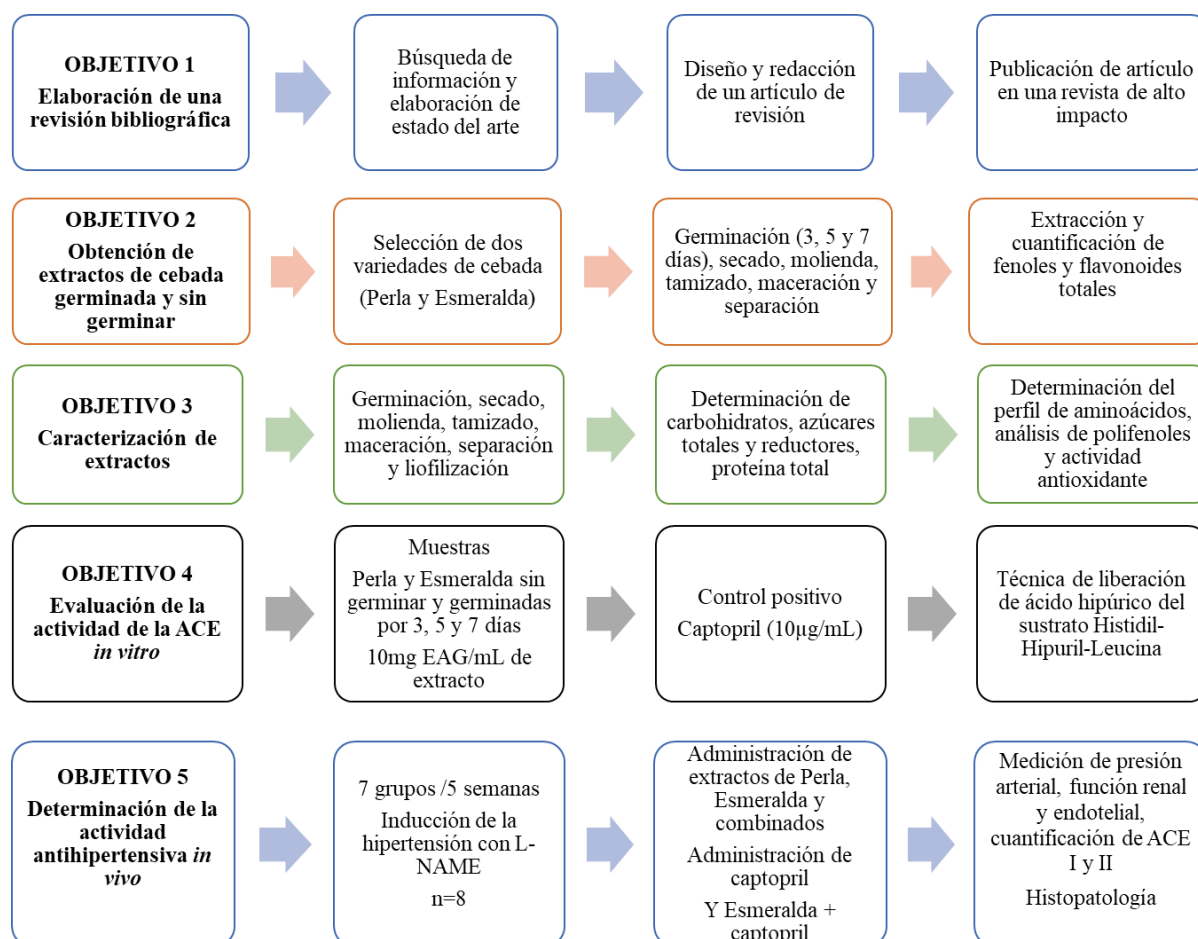 OBJETIVO 1
Elaboración de una
revisión bibliográfica
Búsqueda de
información y
elaboración de
estado del arte
Diseño y redacción
de un artículo de
revisión
Publicación de artículo
en una revista de alto
impacto
OBJETIVO 2
Obtención de
extractos de cebada
germinada y sin
germinar
Selección de dos
variedades de cebada
(Perla y Esmeralda)
Germinación (3, 5 y 7
días), secado, molienda,
tamizado, maceración y
separación
Extracción y
cuantificación de
fenoles y flavonoides
totales
OBJETIVO 3
Caracterización de
extractos
Germinación, secado,
molienda, tamizado,
maceración, separación
y liofilización
Determinación de
carbohidratos, azúcares
totales y reductores,
proteína total
Determinación del
perfil de aminoácidos,
análisis de polifenoles
y actividad
antioxidante
OBJETIVO 4
Evaluación de la
actividad de la ACE
in vitro
Muestras
Perla y Esmeralda sin
germinar y germinadas
por 3, 5 y 7 días
10mg EAG/mL de
extracto
Control positivo
Captopril (10µg/mL)
Técnica de liberación
de ácido hipúrico del
sustrato Histidil-
Hipuril-Leucina
OBJETIVO 5
Determinación de la
actividad
antihipertensiva in
vivo
7 grupos /5 semanas
Inducción de la
hipertensión con L-
NAME
n=8
Administración de
extractos de Perla,
Esmeralda y
combinados
Administración de
captopril
Y Esmeralda +
captopril
Medición de presión
arterial, función renal
y endotelial,
cuantificación de ACE
I y II
Histopatología